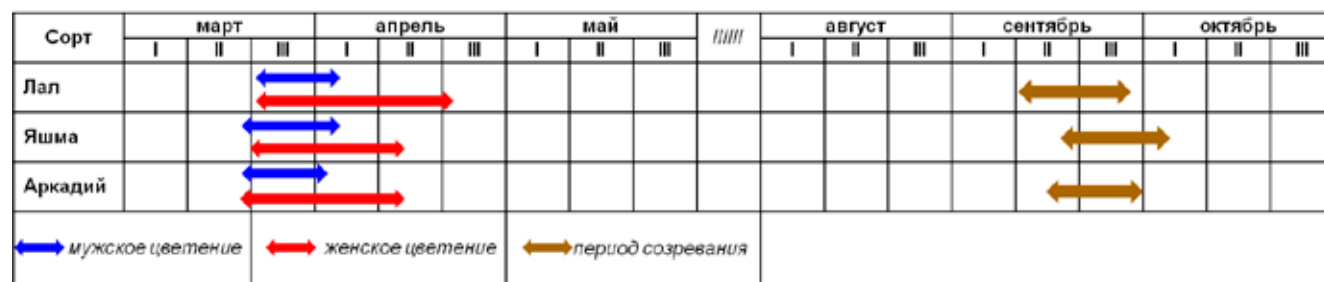 Сорт март апрель май ////// август сентябрь октябрь
I II III I II III I II III I II III I II III I II III
Лал
Яшма
Аркадий
мужское цветение женское цветение период созревания